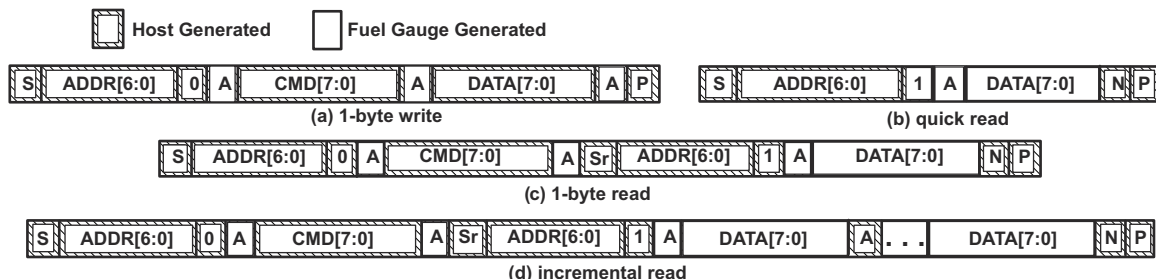 Host Generated Fuel Gauge Generated
S ADDR[6:0] 0 A CMD[7:0] A DATA[7:0] A P
(a) 1-byte write
S ADDR[6:0] 1 A DATA[7:0] N P
(b) quick read
S ADDR[6:0] 0 A CMD[7:0] A Sr ADDR[6:0] 1 A DATA[7:0] N P
(c) 1-byte read
S ADDR[6:0] 0 A CMD[7:0] A Sr ADDR[6:0] 1 A DATA[7:0] A . . . DATA[7:0] N P
(d) incremental read